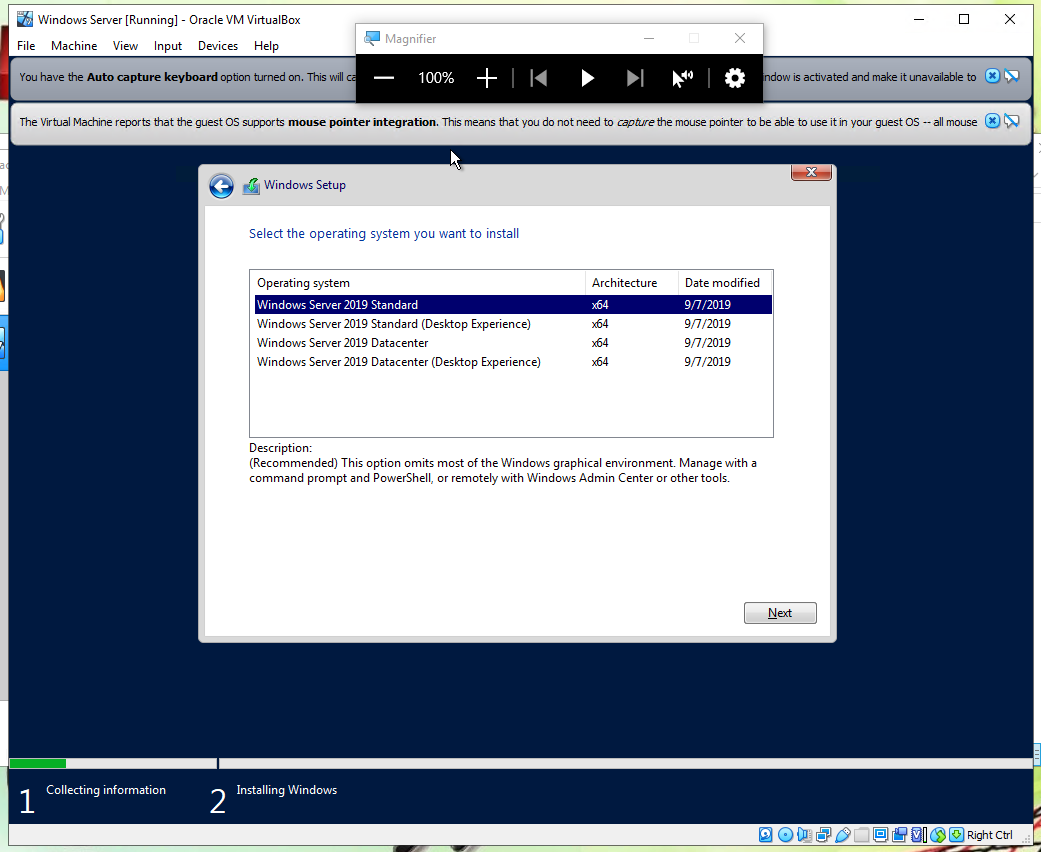 Windows Server [Running] - Oracle VM VirtualBox
File Machine View Input Devices Help
Magnifier
100%
You have the Auto capture keyboard option turned on. This will ca
ndow is activated and make it unavailable to
The Virtual Machine reports that the guest OS supports mouse pointer integration. This means that you do not need to capture the mouse pointer to be able to use it in your guest OS -- all mouse
Windows Setup
Select the operating system you want to install
Operating system Architecture Date modified
Windows Server 2019 Standard x64 9/7/2019
Windows Server 2019 Standard (Desktop Experience) x64 9/7/2019
Windows Server 2019 Datacenter x64 9/7/2019
Windows Server 2019 Datacenter (Desktop Experience) x64 9/7/2019
Description:
(Recommended) This option omits most of the Windows graphical environment. Manage with a
command prompt and PowerShell, or remotely with Windows Admin Center or other tools.
Next
1 Collecting information 2 Installing Windows
Right Ctrl